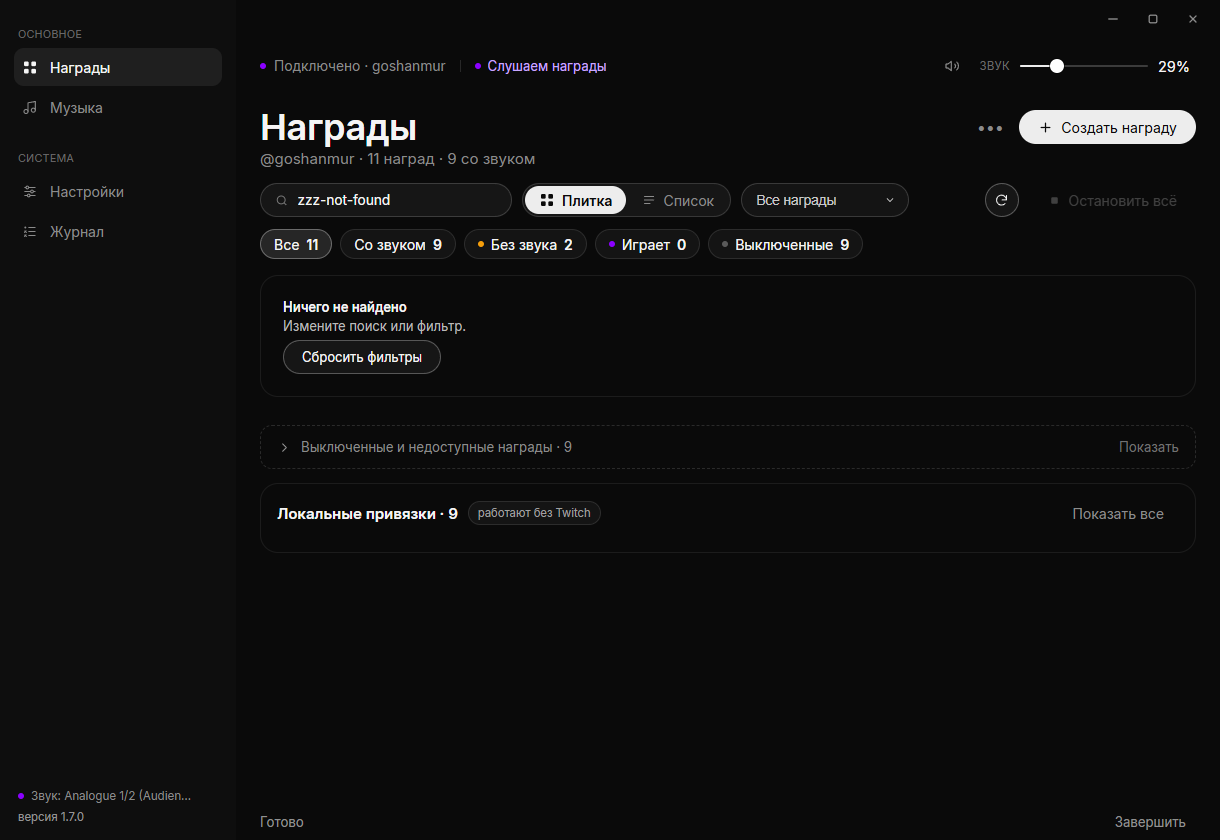 ОСНОВНОЕ
Награды
Музыка
СИСТЕМА
Настройки
Журнал
Звук: Analogue 1/2 (Audien...
версия 1.7.0
Подключено · goshanmur
Слушаем награды
ЗВУК
29%
Награды
@goshanmur · 11 наград · 9 со звуком
Создать награду
zzz-not-found
Плитка
Список
Все награды
Остановить всё
Все 11
Со звуком 9
Без звука 2
Играет 0
Выключенные 9
Ничего не найдено
Измените поиск или фильтр.
Сбросить фильтры
Выключенные и недоступные награды · 9
Показать
Локальные привязки · 9
работают без Twitch
Показать все
Готово
Завершить